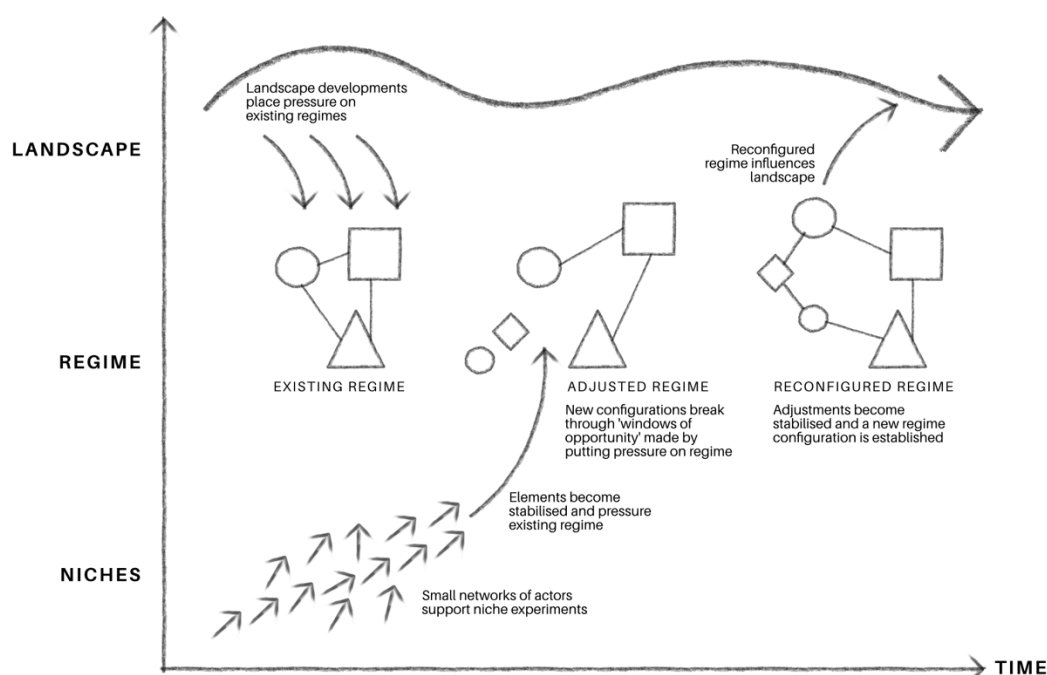 Landscape developments
place pressure on
existing regimes
LANDSCAPE
Reconfigured
regime influences
landscape
REGIME
EXISTING REGIME
ADJUSTED REGIME
New configurations break
through 'windows of
opportunity' made by
putting pressure on regime
RECONFIGURED REGIME
Adjustments become
stabilised and a new regime
configuration is established
Elements become
stabilised and pressure
existing regime
NICHES
Small networks of actors
support niche experiments
TIME